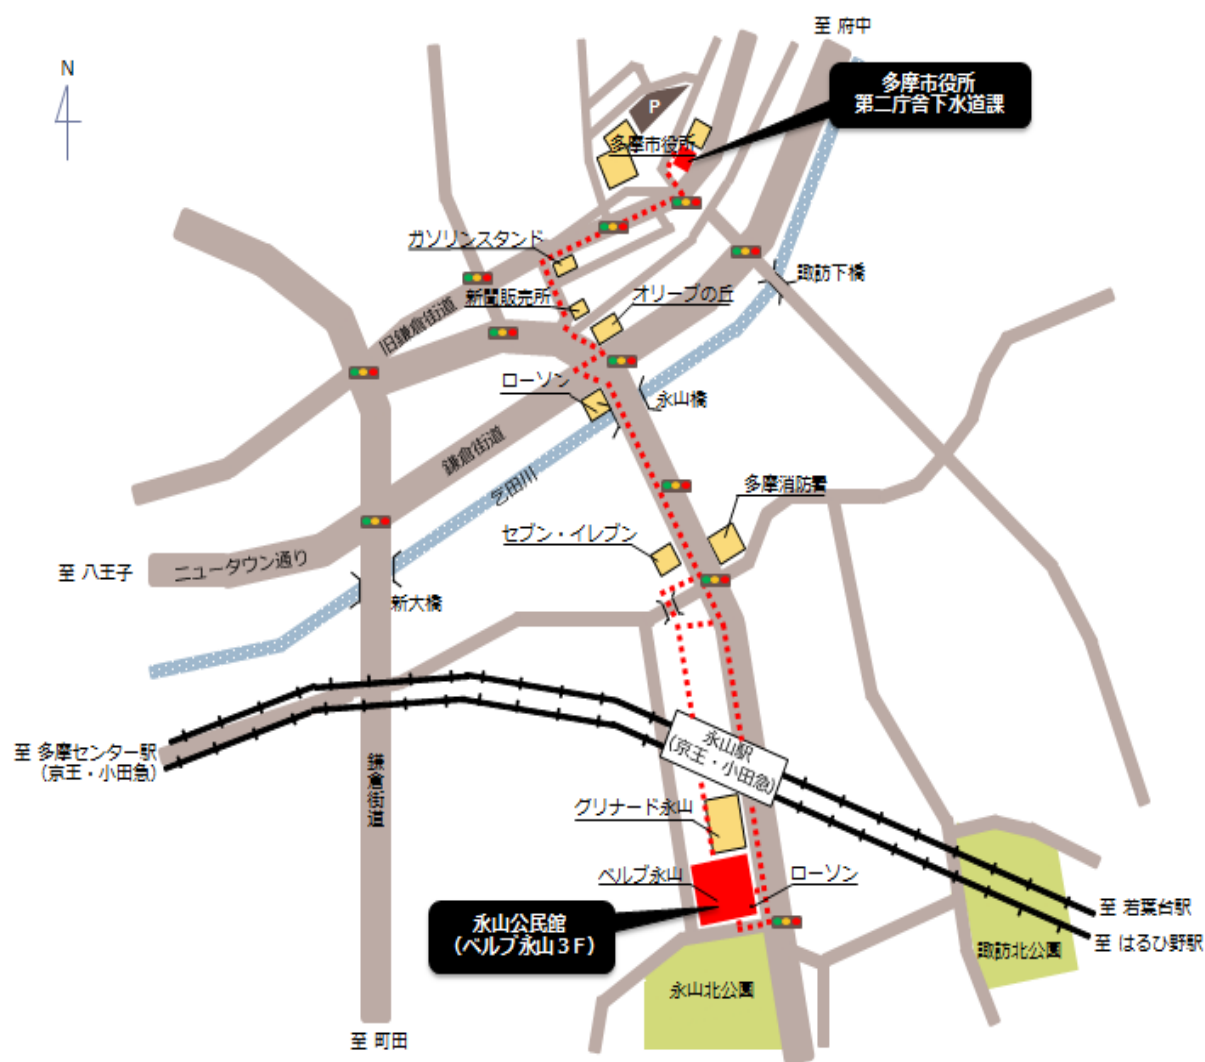 至 府中
N
多摩市役所
第二庁舎下水道課
P
多摩市役所
ガソリンスタンド
諏訪下橋
新聞販売所
オリーブの丘
旧鎌倉街道
ローソン
永山橋
鎌倉街道
乞田川
多摩消防署
セブン・イレブン
至 八王子
ニュータウン通り
新大橋
至 多摩センター駅
(京王・小田急)
永山駅
(京王・小田急)
鎌倉街道
グリナード永山
ベルブ永山
ローソン
永山公民館
(ベルブ永山３F)
至 若葉台駅
至 はるひ野駅
諏訪北公園
永山北公園
至 町田